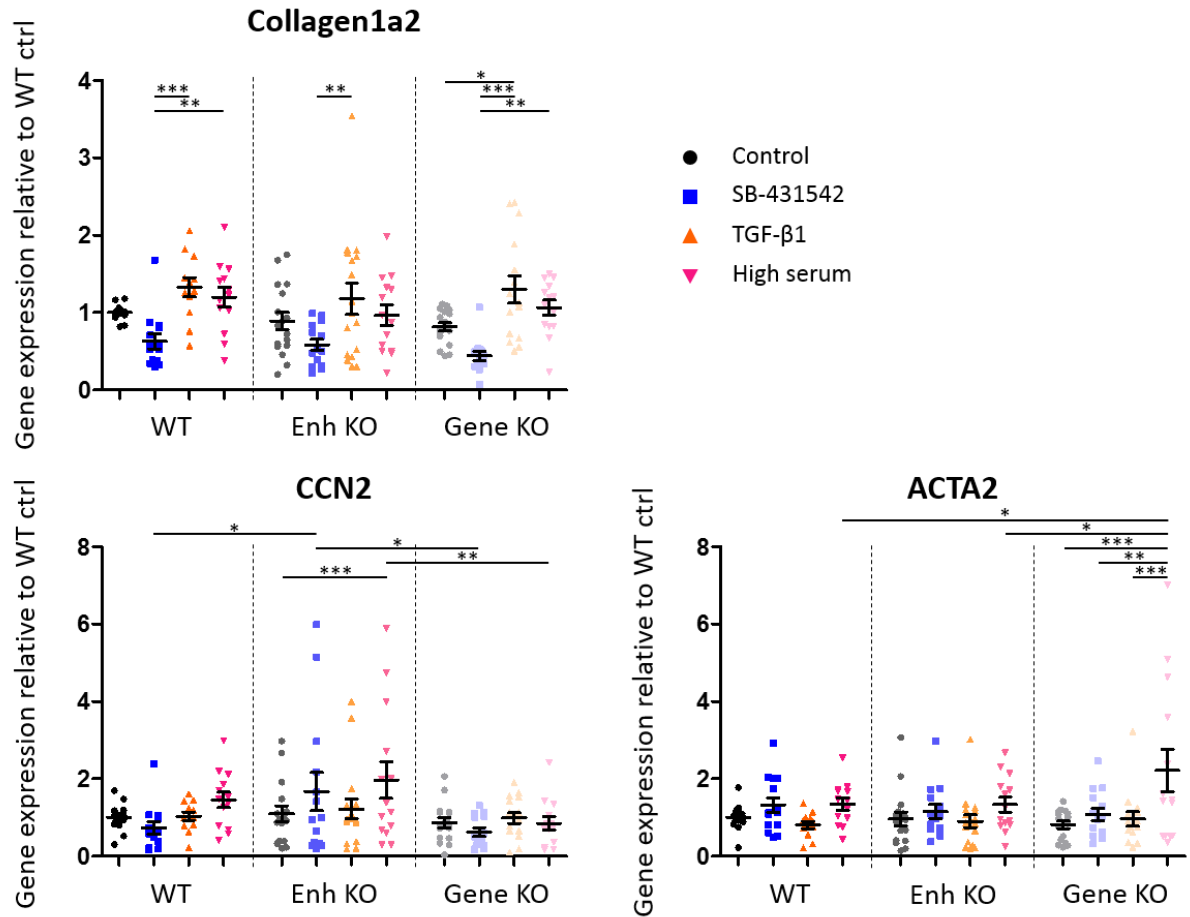 Collagen1a2
Gene expression relative to WT ctrl
4
3
2
1
0
***
**
**
*
***
**
WT
Enh KO
Gene KO
Control
SB-431542
TGF-β1
High serum
CCN2
Gene expression relative to WT ctrl
8
6
4
2
0
*
*
**
***
WT
Enh KO
Gene KO
ACTA2
Gene expression relative to WT ctrl
8
6
4
2
0
*
*
***
**
***
WT
Enh KO
Gene KO